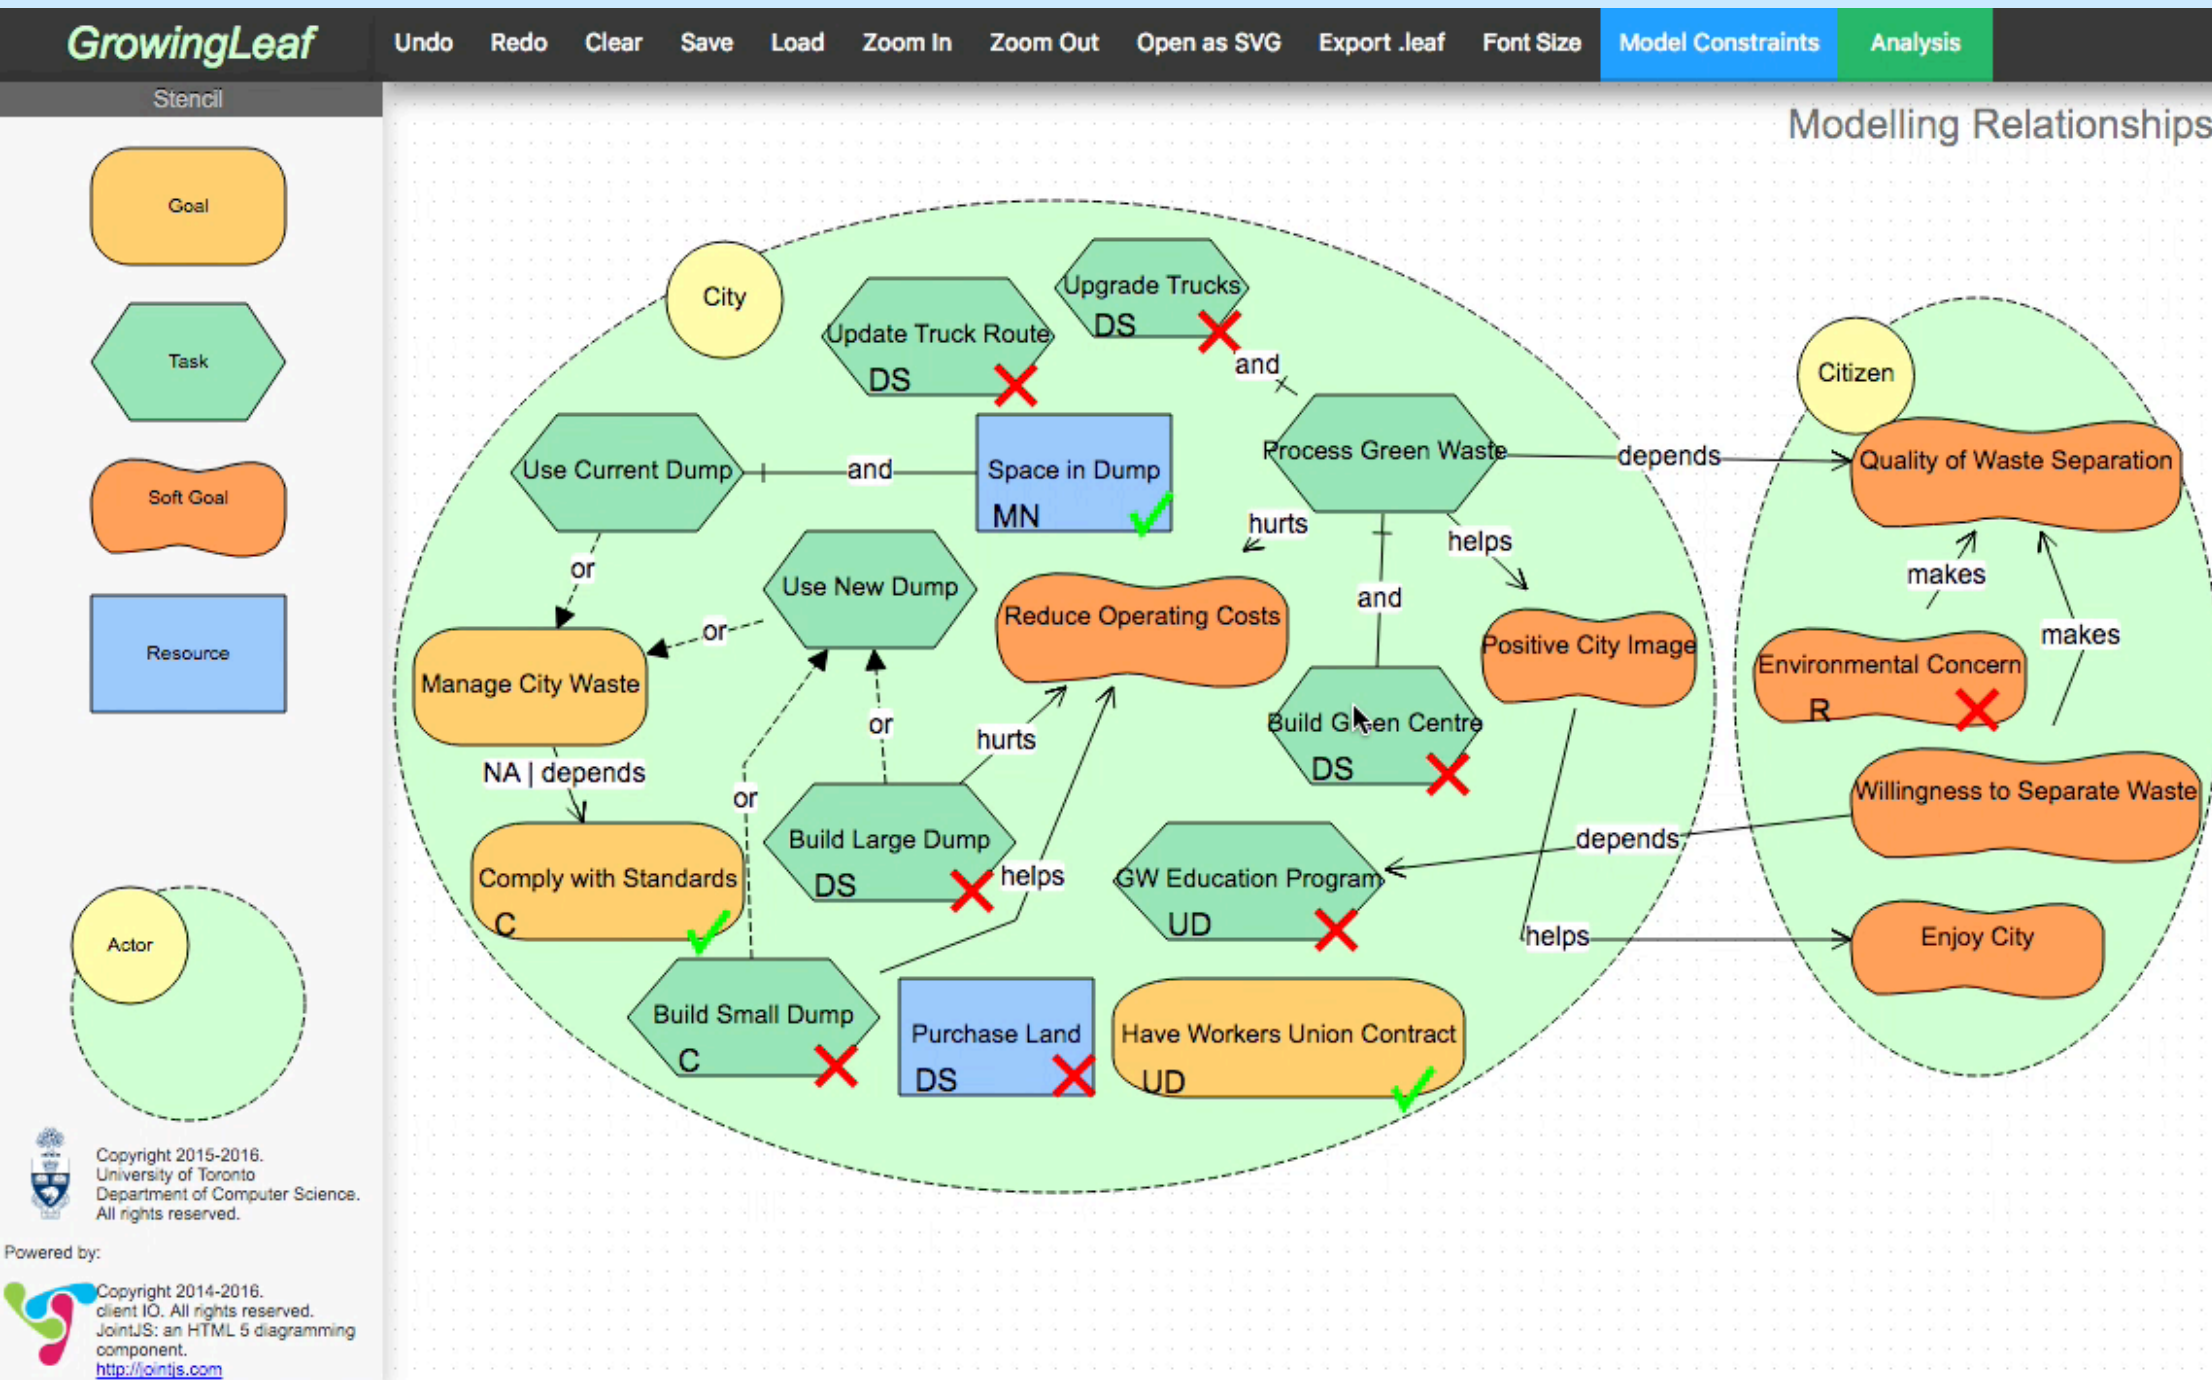 GrowingLeaf
Undo Redo Clear Save Load Zoom In Zoom Out Open as SVG Export .leaf Font Size Model Constraints Analysis
Stencil
Modelling Relationships
Goal
Task
Soft Goal
Resource
Actor
City
Upgrade Trucks
DS
Update Truck Route
DS
and
Citizen
Use Current Dump
and
Space in Dump
MN
Process Green Waste
depends
Quality of Waste Separation
hurts
helps
or
Use New Dump
and
makes
or
Reduce Operating Costs
Positive City Image
makes
Manage City Waste
Environmental Concern
R
or
hurts
Build Green Centre
DS
NA | depends
or
Willingness to Separate Waste
Build Large Dump
DS
helps
depends
Comply with Standards
C
GW Education Program
UD
helps
Enjoy City
Build Small Dump
C
Purchase Land
DS
Have Workers Union Contract
UD
Copyright 2015-2016.
University of Toronto
Department of Computer Science.
All rights reserved.
Powered by:
Copyright 2014-2016.
client IO. All rights reserved.
JointJS: an HTML 5 diagramming
component.
http://jointjs.com